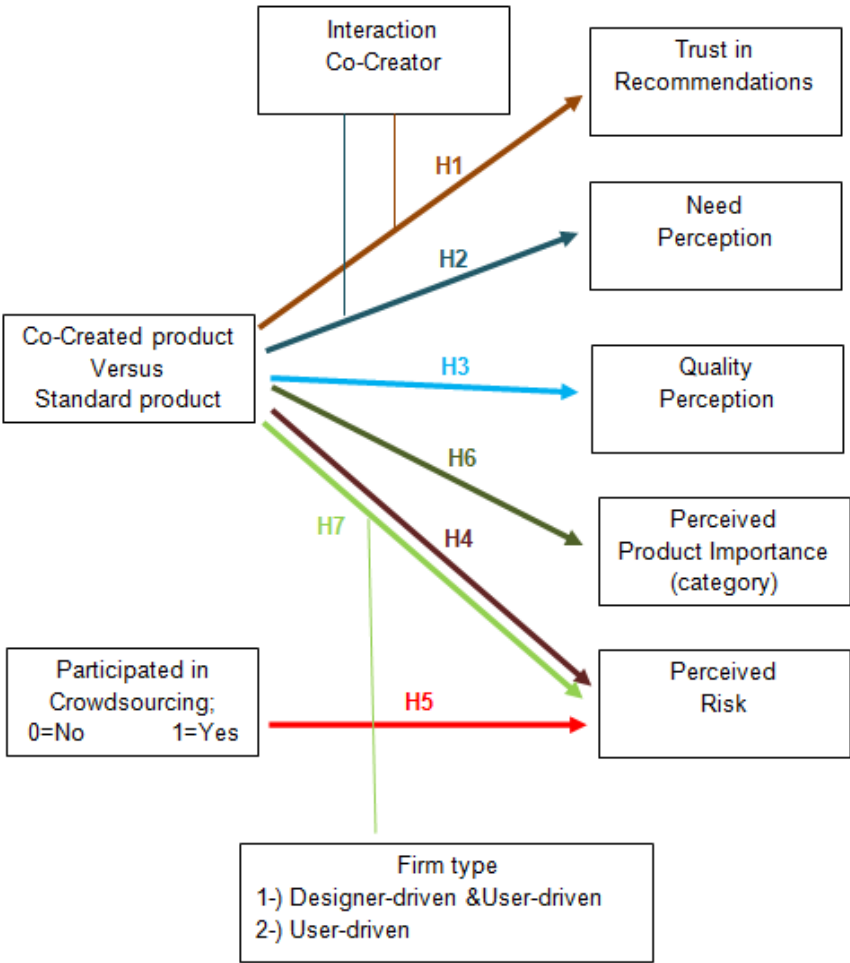 Interaction
Co-Creator
Trust in
Recommendations
H1
Need
Perception
H2
Co-Created product
Versus
Standard product
H3
Quality
Perception
H6
H7
H4
Perceived
Product Importance
(category)
Participated in
Crowdsourcing;
0=No 1=Yes
H5
Perceived
Risk
Firm type
1-) Designer-driven &User-driven
2-) User-driven